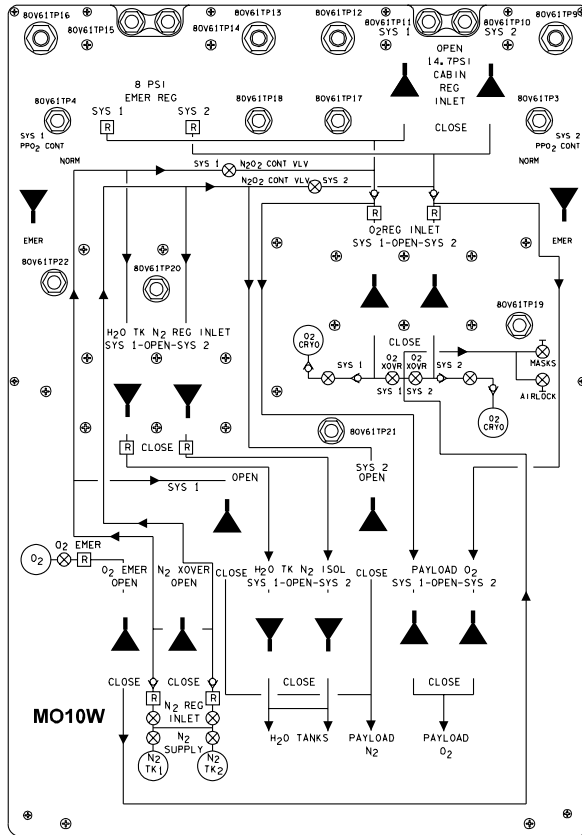 80V61TP16
80V61TP15
80V61TP13
80V61TP14
80V61TP12
80V61TP11
SYS 1
80V61TP10
SYS 2
80V61TP9
OPEN
14.7PSI
CABIN
REG
INLET
8 PSI
EMER REG
SYS 1 SYS 2
R R
CLOSE
80V61TP4
80V61TP18
80V61TP17
80V61TP3
SYS 1
PPO2 CONT
SYS 2
PPO2 CONT
NORM
NORM
SYS 1 N2O2 CONT VLV
N2O2 CONT VLV SYS 2
R R
EMER
EMER
O2REG INLET
SYS 1-OPEN-SYS 2
80V61TP22
80V61TP20
80V61TP19
H2O TK N2 REG INLET
SYS 1-OPEN-SYS 2
O2
CRYO
CLOSE
SYS 1 O2 XOVR O2 XOVR SYS 2
SYS 1 SYS 2
MASKS
AIRLOCK
O2
CRYO
80V61TP21
R CLOSE R
SYS 1
OPEN
SYS 2
OPEN
O2 O2 EMER
R
O2 EMER
OPEN
N2 XOVER
OPEN
CLOSE
H2O TK N2 ISOL
SYS 1-OPEN-SYS 2
CLOSE
PAYLOAD O2
SYS 1-OPEN-SYS 2
CLOSE CLOSE CLOSE CLOSE
R R
MO10W
N2 REG
INLET
N2
SUPPLY
N2
TK1
N2
TK2
H2O TANKS
PAYLOAD
N2
PAYLOAD
O2